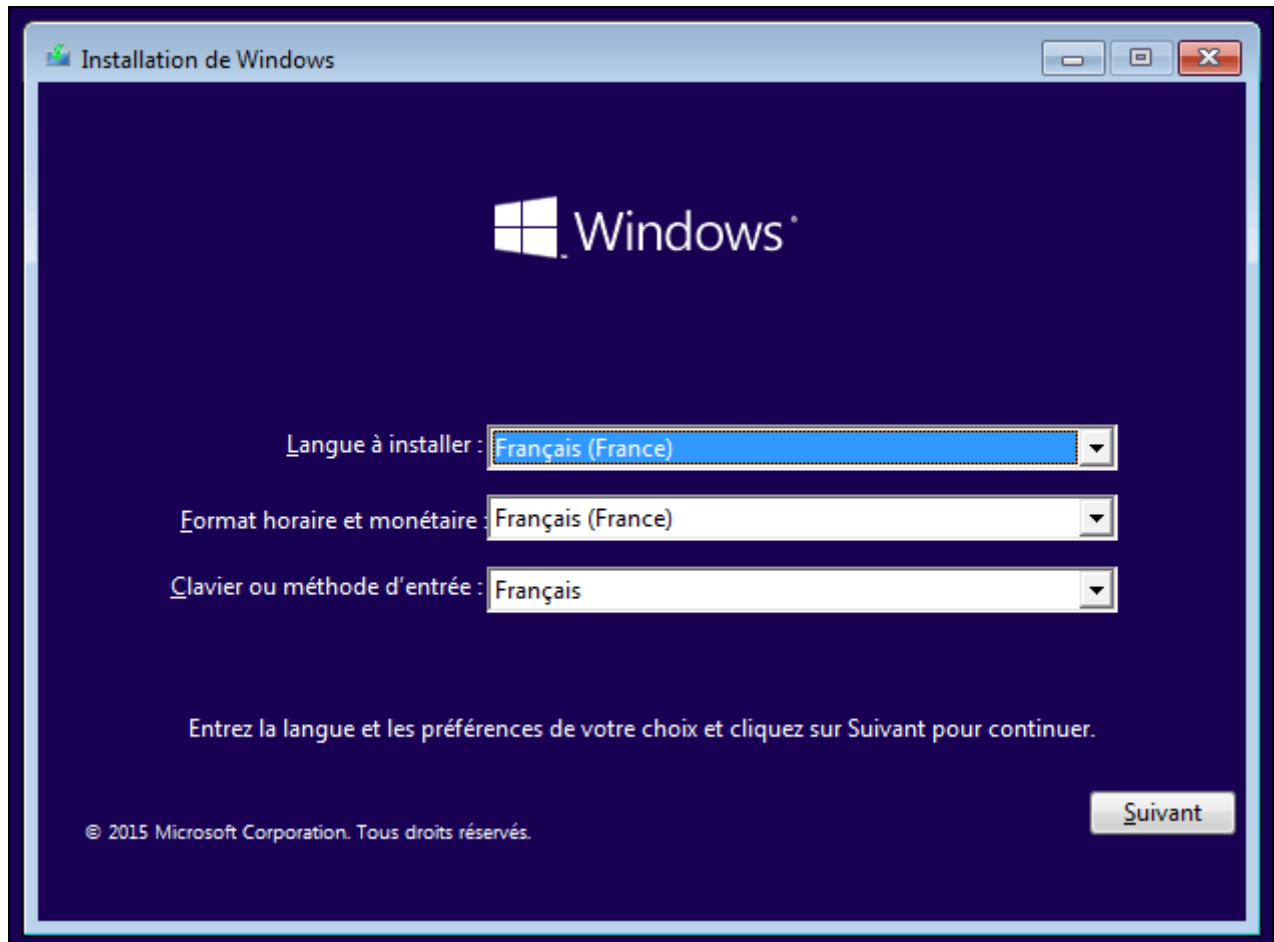 Installation de Windows
Windows
Langue à installer : Français (France)
Format horaire et monétaire : Français (France)
Clavier ou méthode d'entrée : Français
Entrez la langue et les préférences de votre choix et cliquez sur Suivant pour continuer.
Suivant
© 2015 Microsoft Corporation. Tous droits réservés.